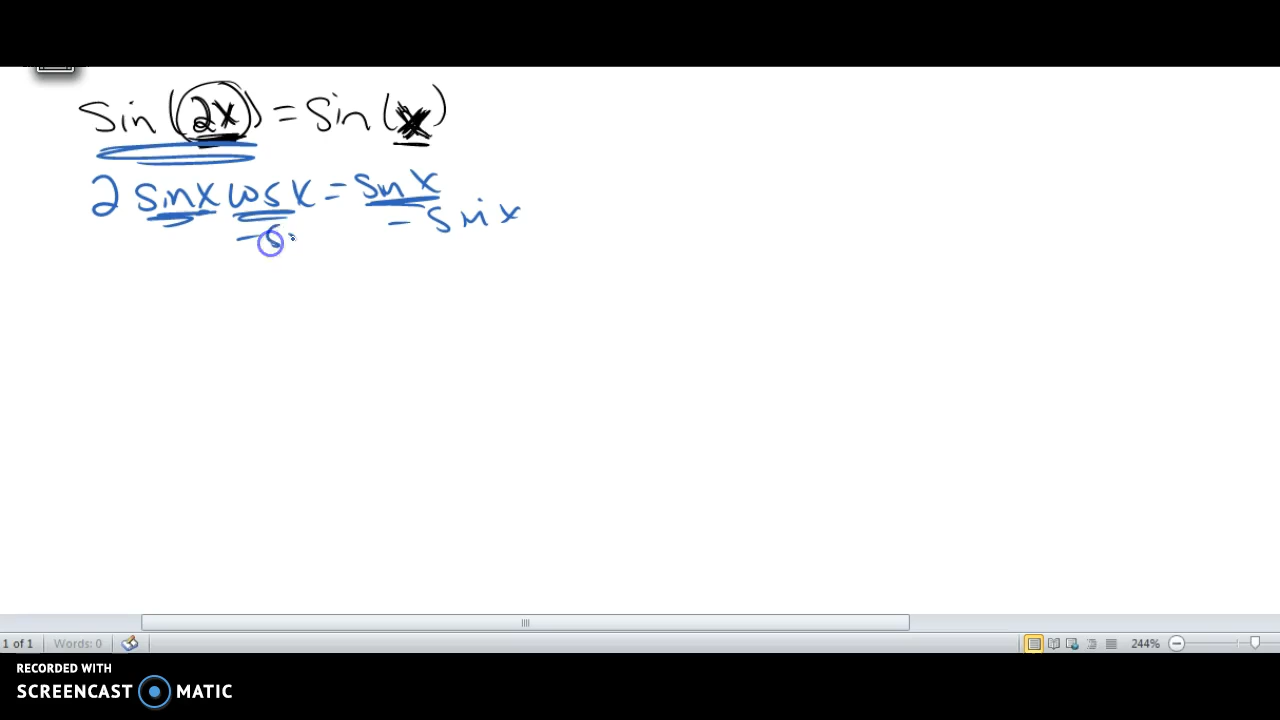 sin(2x) = sin(x)
2 sinx cosx = sinx
- sinx
- s
1 of 1 Words: 0 244%
RECORDED WITH
SCREENCAST MATIC